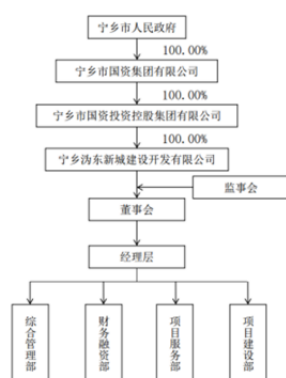 宁乡市人民政府
100.00%
宁乡市国资集团有限公司
100.00%
宁乡市国资投资控股集团有限公司
100.00%
宁乡沩东新城建设开发有限公司
监事会
董事会
经理层
综合管理部
财务融资部
项目服务部
项目建设部